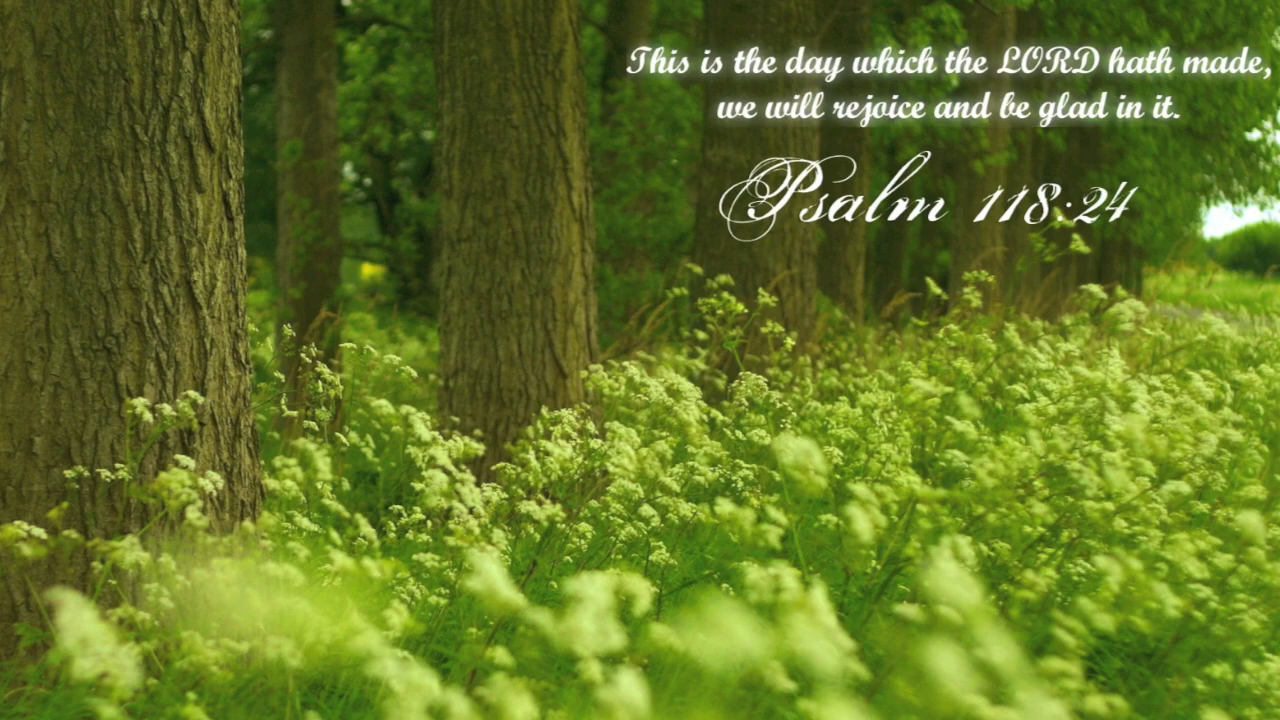 This is the day which the LORD hath made,
we will rejoice and be glad in it.
Psalm 118:24